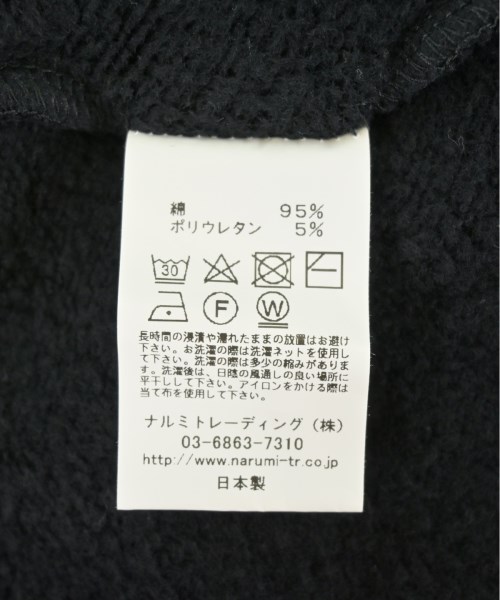 綿 95%
ポリウレタン 5%
30
F
W
長時間の浸漬や濡れたままの放置はお避け
下さい。お洗濯の際は洗濯ネットを使用し
て下さい。洗濯の際は多少の縮みがありま
す。洗濯後は、日陰の風通しの良い場所に
平干しして下さい。アイロンをかける際は
当て布を使用して下さい。
ナルミトレーディング(株)
03-6863-7310
http://www.narumi-tr.co.jp
日本製